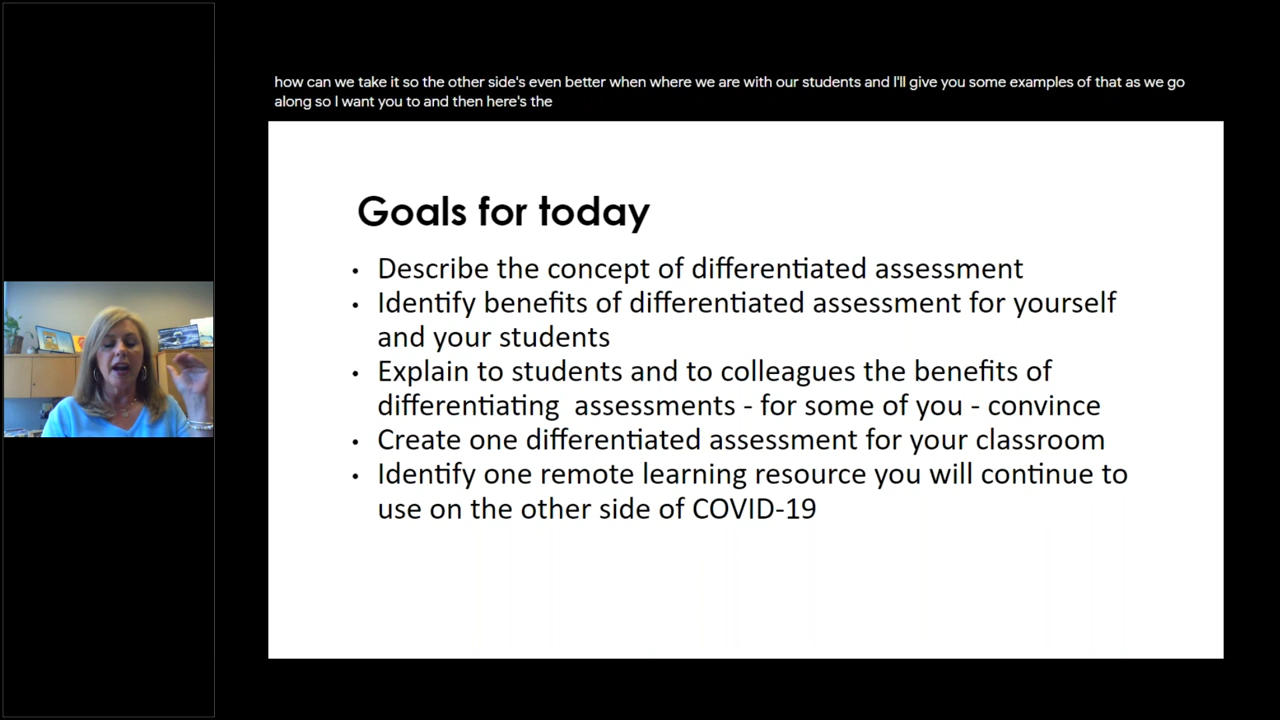 how can we take it so the other side's even better when where we are with our students and I'll give you some examples of that as we go
along so I want you to and then here's the
Goals for today
• Describe the concept of differentiated assessment
• Identify benefits of differentiated assessment for yourself
and your students
• Explain to students and to colleagues the benefits of
differentiating  assessments - for some of you - convince
• Create one differentiated assessment for your classroom
• Identify one remote learning resource you will continue to
use on the other side of COVID-19